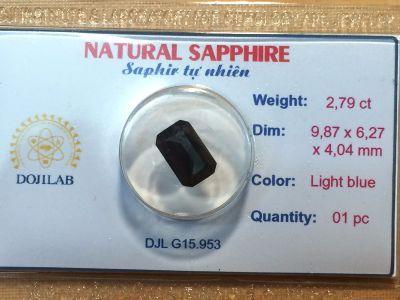 NATURAL SAPPHIRE
Saphir tự nhiên
Weight: 2,79 ct
Dim: 9,87 x 6,27
x 4,04 mm
DOJILAB
Color: Light blue
Quantity: 01 pc
DJL G15.953